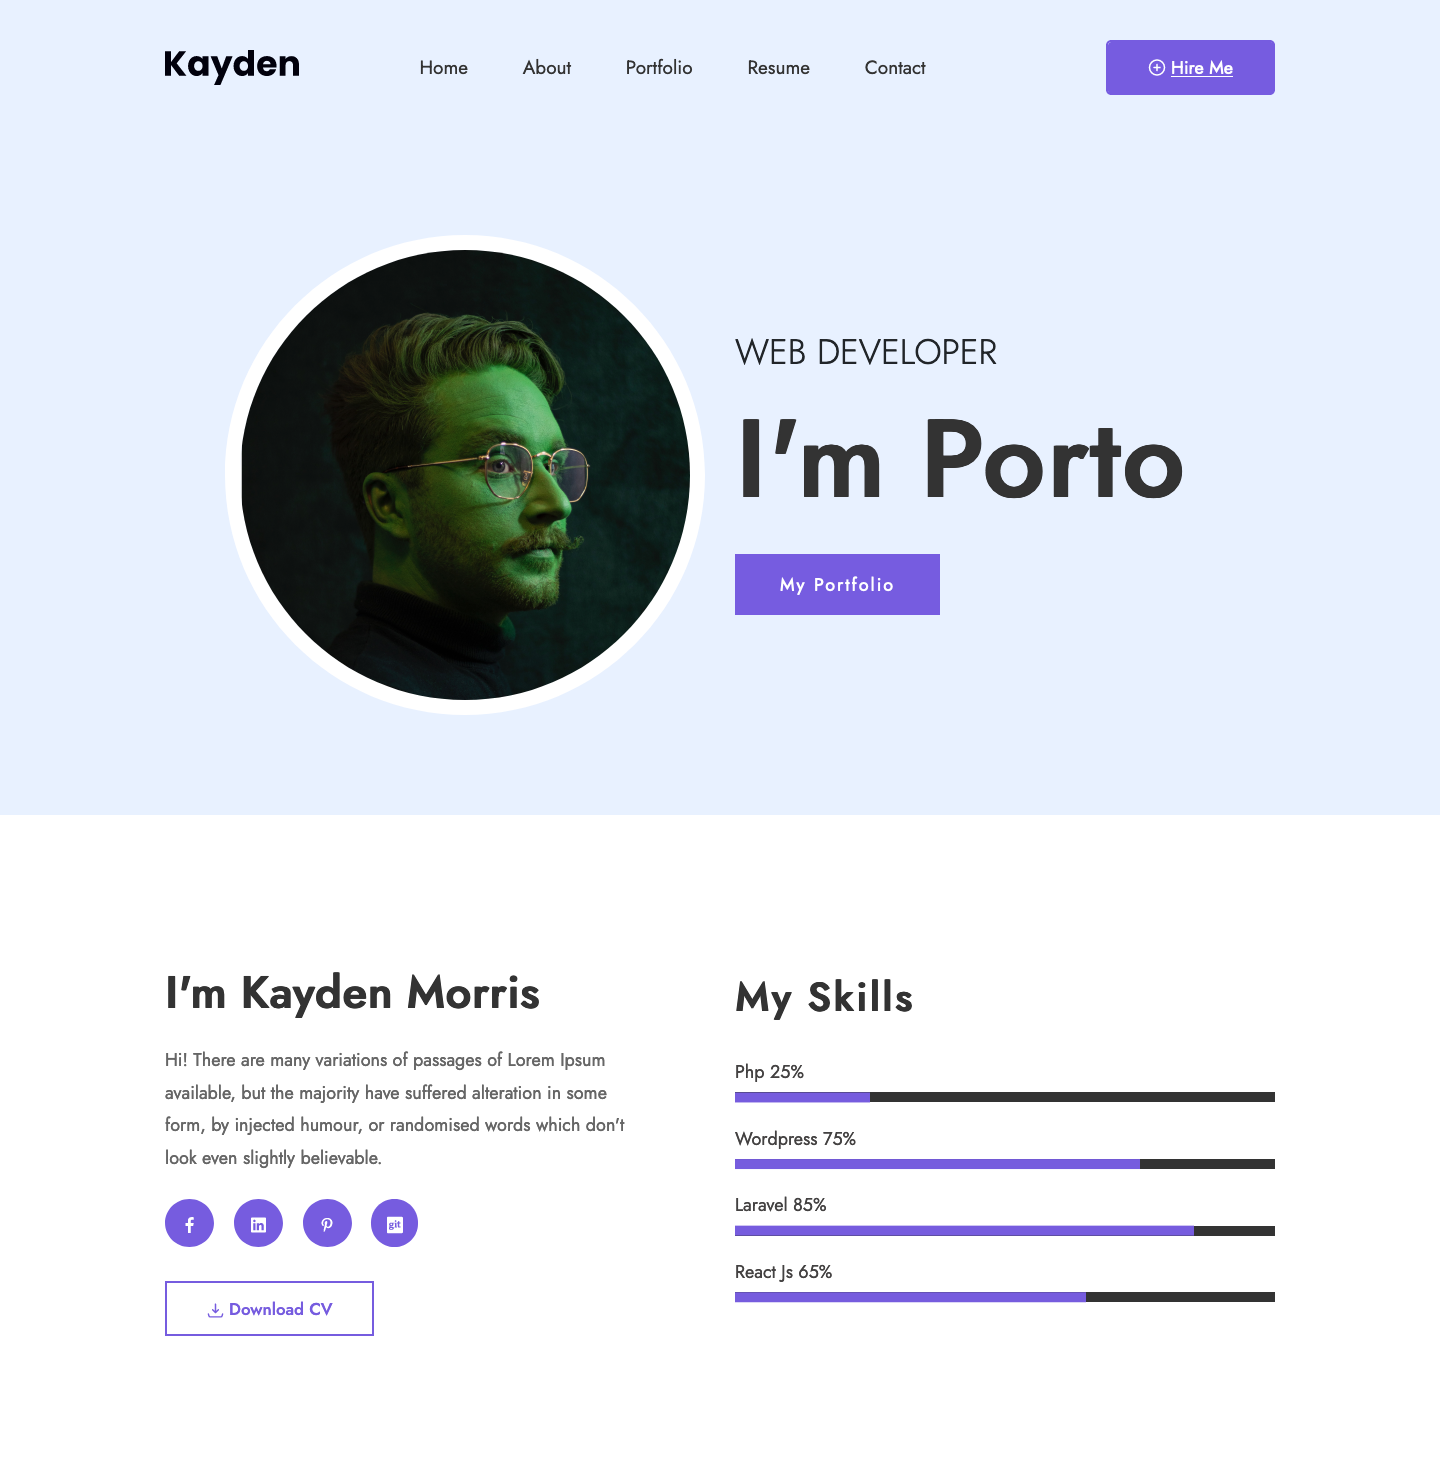 Kayden
Home About Portfolio Resume Contact
Hire Me
WEB DEVELOPER
I'm Porto
My Portfolio
I'm Kayden Morris
Hi! There are many variations of passages of Lorem Ipsum
available, but the majority have suffered alteration in some
form, by injected humour, or randomised words which don't
look even slightly believable.
git
Download CV
My Skills
Php 25%
Wordpress 75%
Laravel 85%
React Js 65%